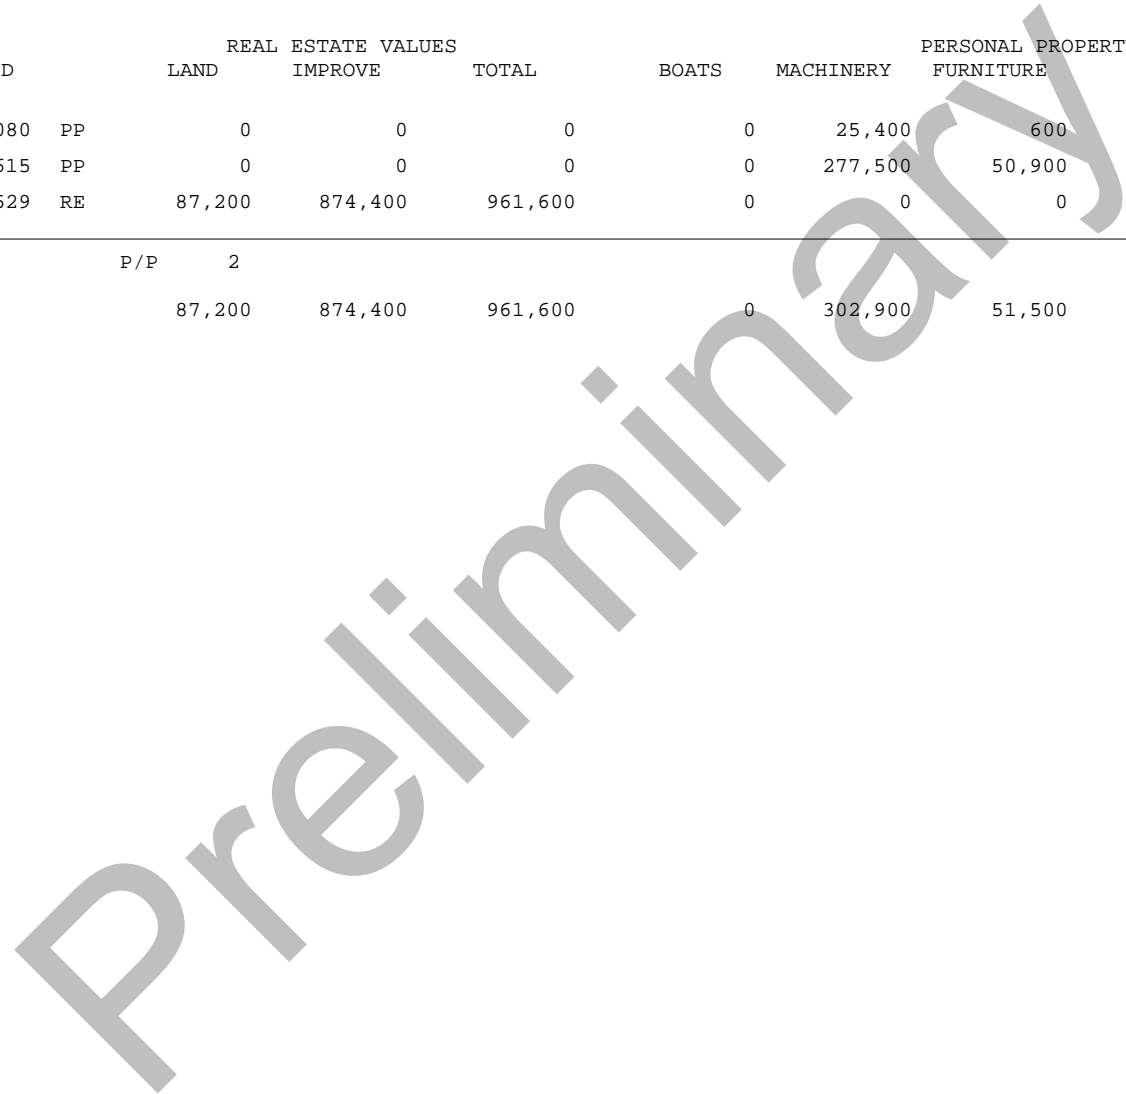 REAL ESTATE VALUES PERSONAL PROPERT
D LAND IMPROVE TOTAL BOATS MACHINERY FURNITURE
080 PP 0 0 0 0 25,400 600
515 PP 0 0 0 0 277,500 50,900
529 RE 87,200 874,400 961,600 0 0 0
P/P 2
87,200 874,400 961,600 0 302,900 51,500
Preliminary